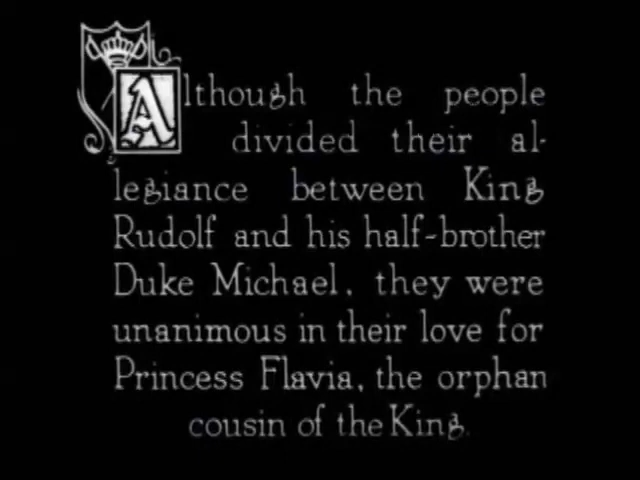 Although the people
divided their al-
legiance between King
Rudolf and his half-brother
Duke Michael, they were
unanimous in their love for
Princess Flavia, the orphan
cousin of the King.